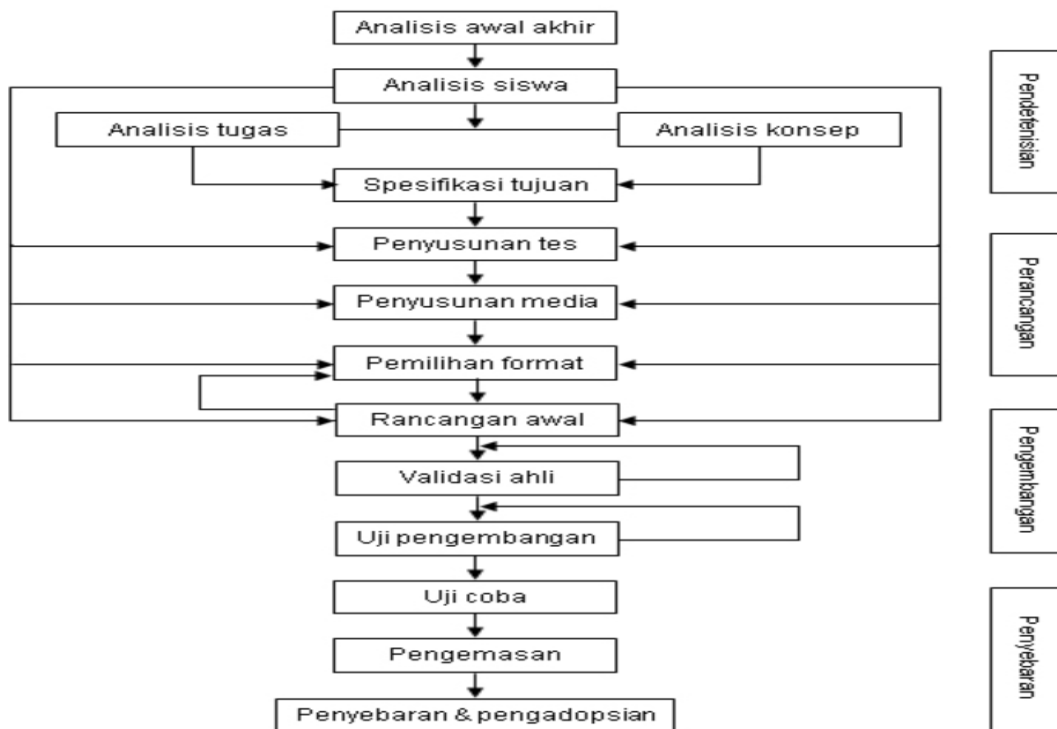 Analisis awal akhir
Analisis siswa
Analisis tugas
Analisis konsep
Spesifikasi tujuan
Penyusunan tes
Penyusunan media
Pemilihan format
Rancangan awal
Validasi ahli
Uji pengembangan
Uji coba
Pengemasan
Penyebaran & pengadopsian
Pendefenisian
Perancangan
Pengembangan
Penyebaran